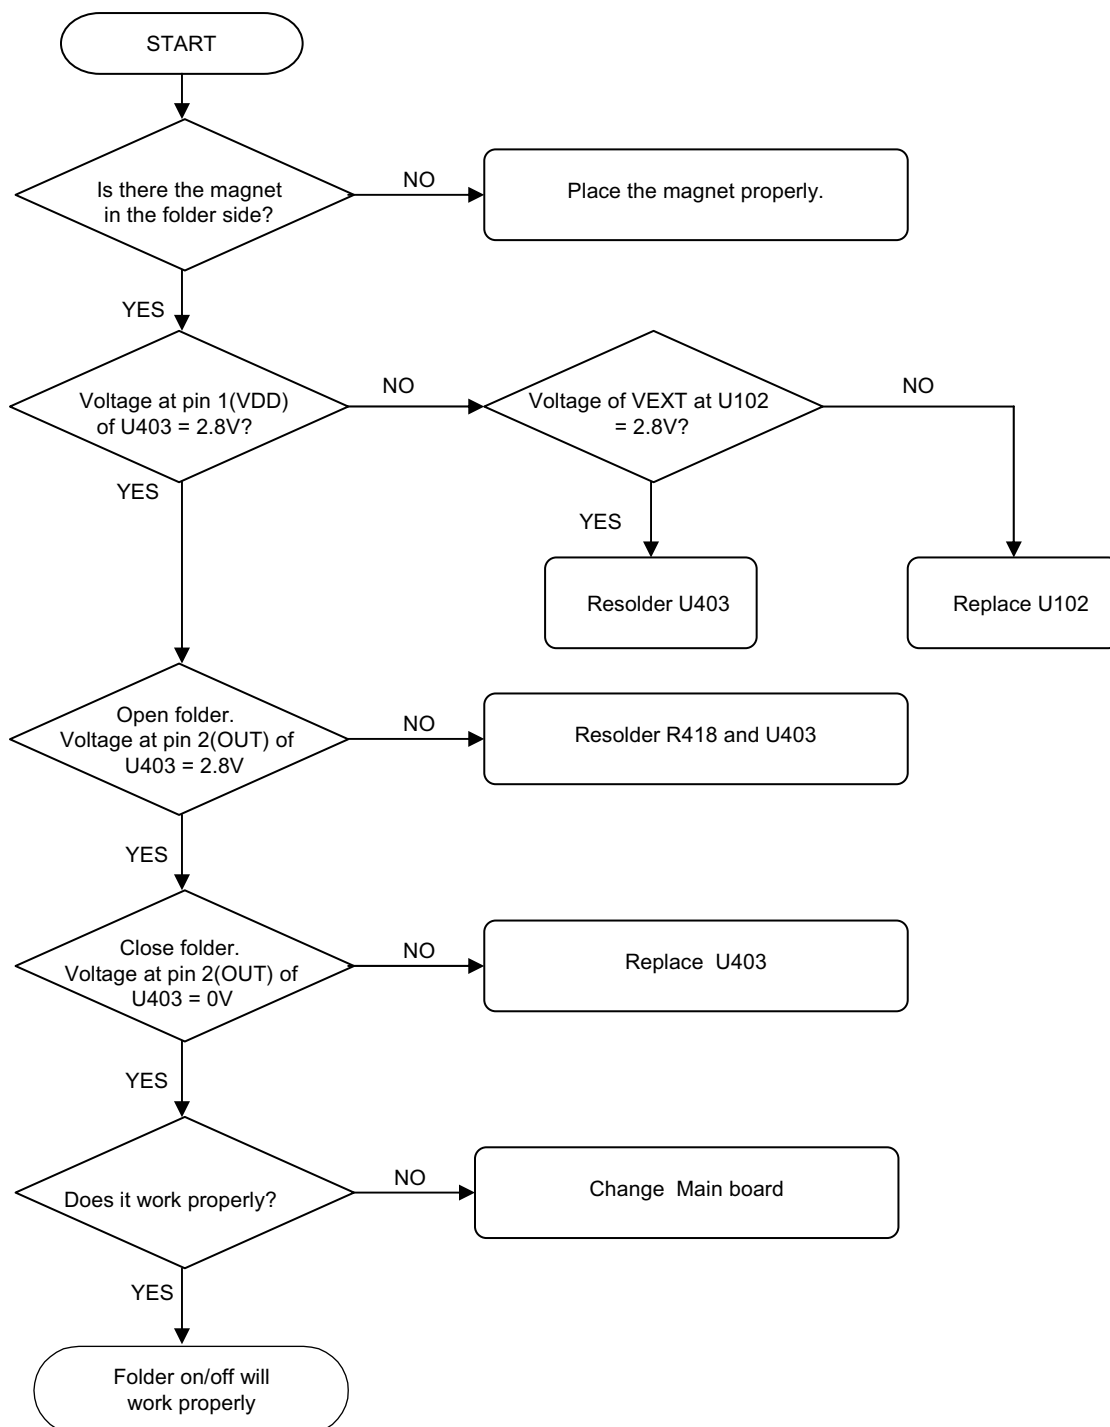 START
Is there the magnet
in the folder side?
NO
Place the magnet properly.
YES
Voltage at pin 1(VDD)
of U403 = 2.8V?
NO
Voltage of VEXT at U102
= 2.8V?
NO
YES
YES
Resolder U403
Replace U102
Open folder.
Voltage at pin 2(OUT) of
U403 = 2.8V
NO
Resolder R418 and U403
YES
Close folder.
Voltage at pin 2(OUT) of
U403 = 0V
NO
Replace U403
YES
Does it work properly?
NO
Change Main board
YES
Folder on/off will
work properly